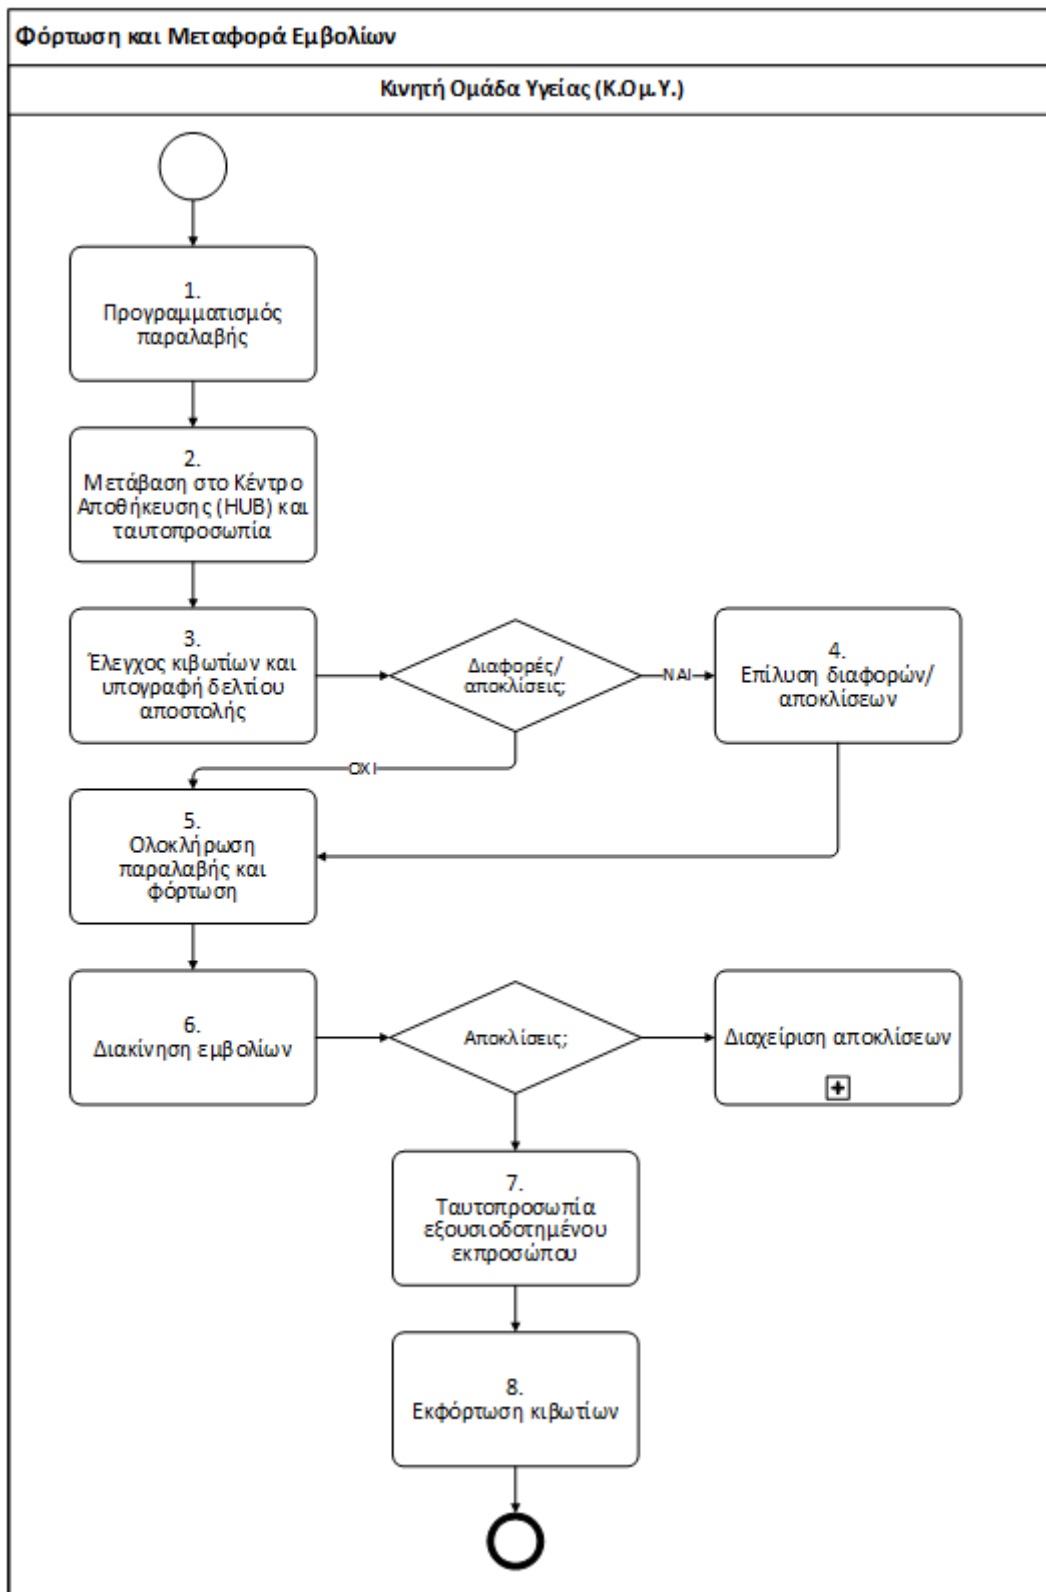 Φόρτωση και Μεταφορά Εμβολίων
Κινητή Ομάδα Υγείας (Κ.Ομ.Υ.)
1.
Προγραμματισμός
παραλαβής
2.
Μετάβαση στο Κέντρο
Αποθήκευσης (HUB) και
ταυτοπροσωπία
3.
Έλεγχος κιβωτίων και
υπογραφή δελτίου
αποστολής
Διαφορές/
αποκλίσεις;
ΝΑΙ
4.
Επίλυση διαφορών/
αποκλίσεων
ΟΧΙ
5.
Ολοκλήρωση
παραλαβής και
φόρτωση
6.
Διακίνηση εμβολίων
Αποκλίσεις;
Διαχείριση αποκλίσεων
7.
Ταυτοπροσωπία
εξουσιοδοτημένου
εκπροσώπου
8.
Εκφόρτωση κιβωτίων